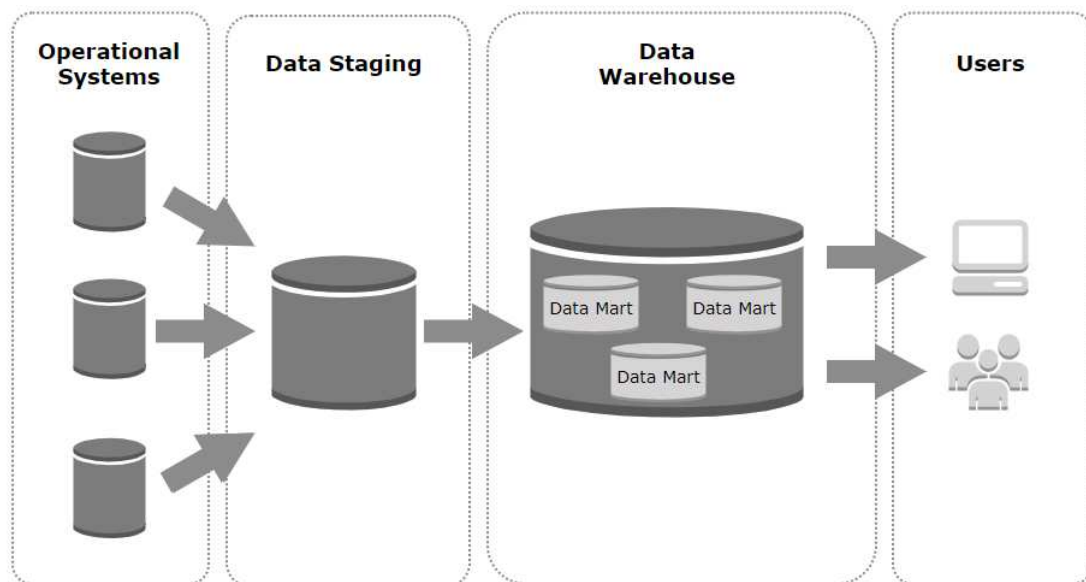 Operational
Systems
Data Staging
Data
Warehouse
Users
Data Mart
Data Mart
Data Mart